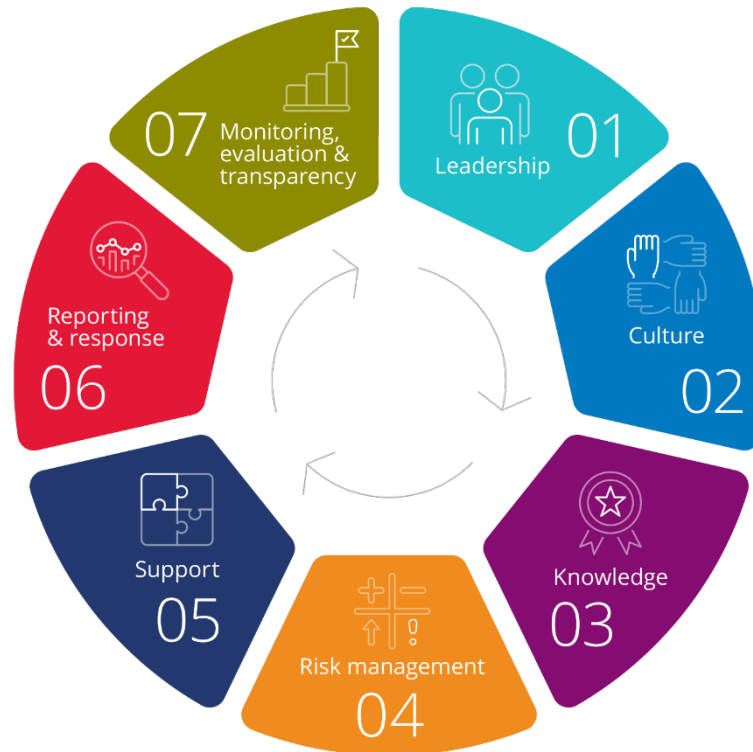 01
Leadership
Culture
02
Knowledge
03
Risk management
04
Support
05
Reporting
& response
06
07
Monitoring,
evaluation &
transparency